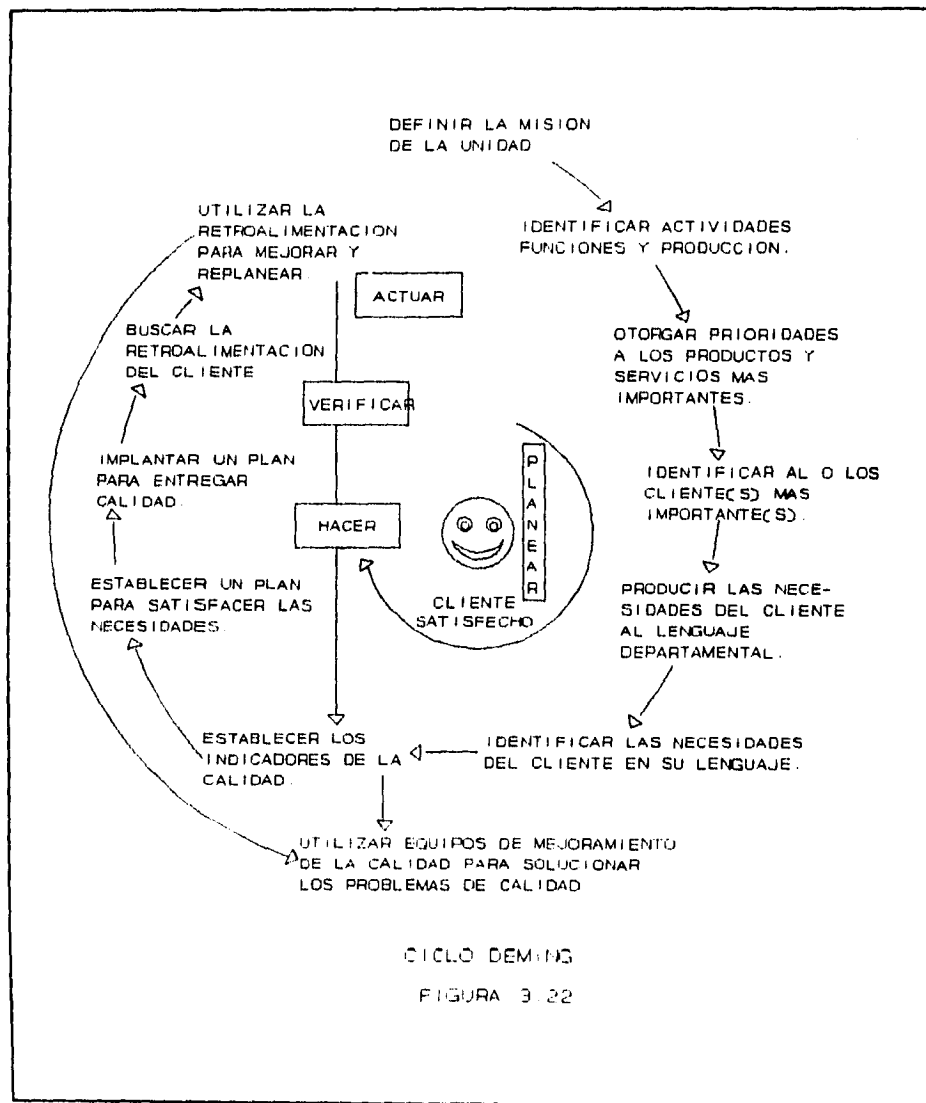 DEFINIR LA MISION
DE LA UNIDAD
IDENTIFICAR ACTIVIDADES
FUNCIONES Y PRODUCCION.
OTORGAR PRIORIDADES
A LOS PRODUCTOS Y
SERVICIOS MAS
IMPORTANTES.
IDENTIFICAR AL O LOS
CLIENTE(S) MAS
IMPORTANTE(S).
PRODUCIR LAS NECE-
SIDADES DEL CLIENTE
AL LENGUAJE
DEPARTAMENTAL.
IDENTIFICAR LAS NECESIDADES
DEL CLIENTE EN SU LENGUAJE.
ESTABLECER LOS
INDICADORES DE LA
CALIDAD.
UTILIZAR EQUIPOS DE MEJORAMIENTO
DE LA CALIDAD PARA SOLUCIONAR
LOS PROBLEMAS DE CALIDAD
ESTABLECER UN PLAN
PARA SATISFACER LAS
NECESIDADES.
IMPLANTAR UN PLAN
PARA ENTREGAR
CALIDAD.
BUSCAR LA
RETROALIMENTACION
DEL CLIENTE
UTILIZAR LA
RETROALIMENTACION
PARA MEJORAR Y
REPLANEAR.
ACTUAR
VERIFICAR
HACER
PLANEAR
CLIENTE
SATISFECHO
CICLO DEMING
FIGURA 3.22